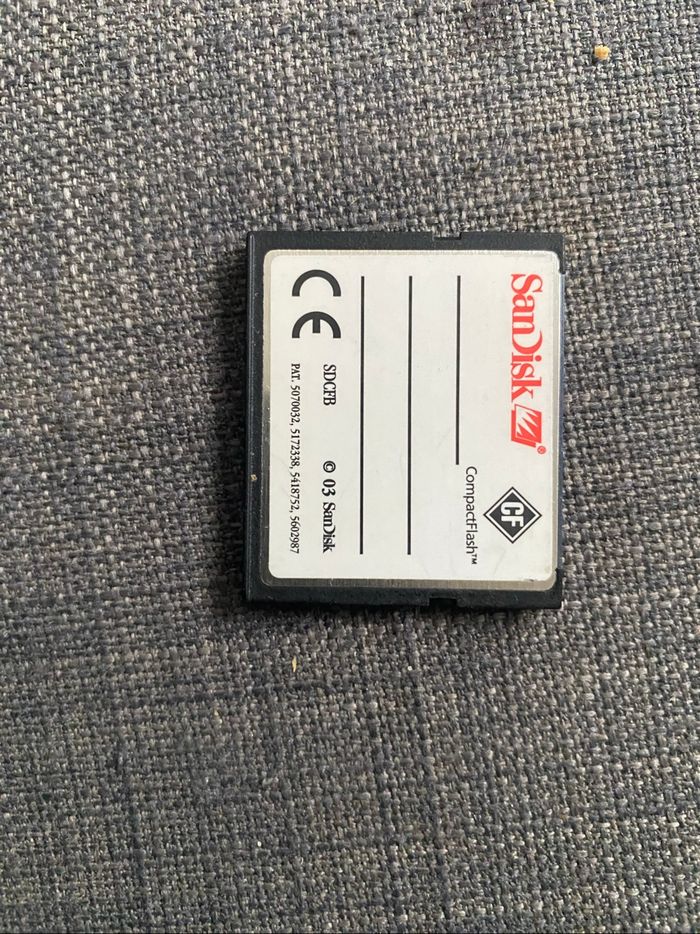 SanDisk®
CF
CompactFlash™
SDCFB © 03 SanDisk
PAT. 5070032, 5172338, 5418752, 5602987
CE